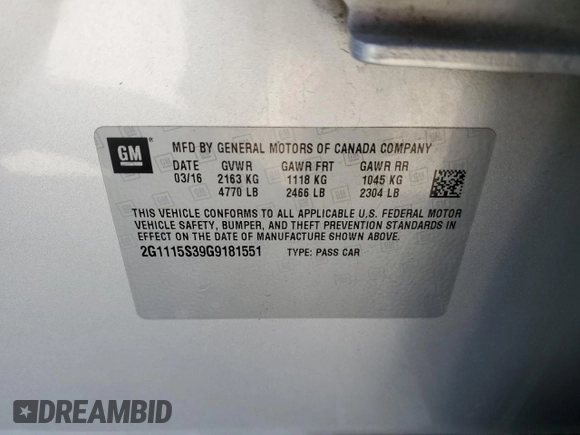 GM
MFD BY GENERAL MOTORS OF CANADA COMPANY
DATE GVWR GAWR FRT GAWR RR
03/16 2163 KG 1118 KG 1045 KG
4770 LB 2466 LB 2304 LB
THIS VEHICLE CONFORMS TO ALL APPLICABLE U.S. FEDERAL MOTOR
VEHICLE SAFETY, BUMPER, AND THEFT PREVENTION STANDARDS IN
EFFECT ON THE DATE OF MANUFACTURE SHOWN ABOVE.
2G1115S39G9181551 TYPE: PASS CAR
DREAMBID